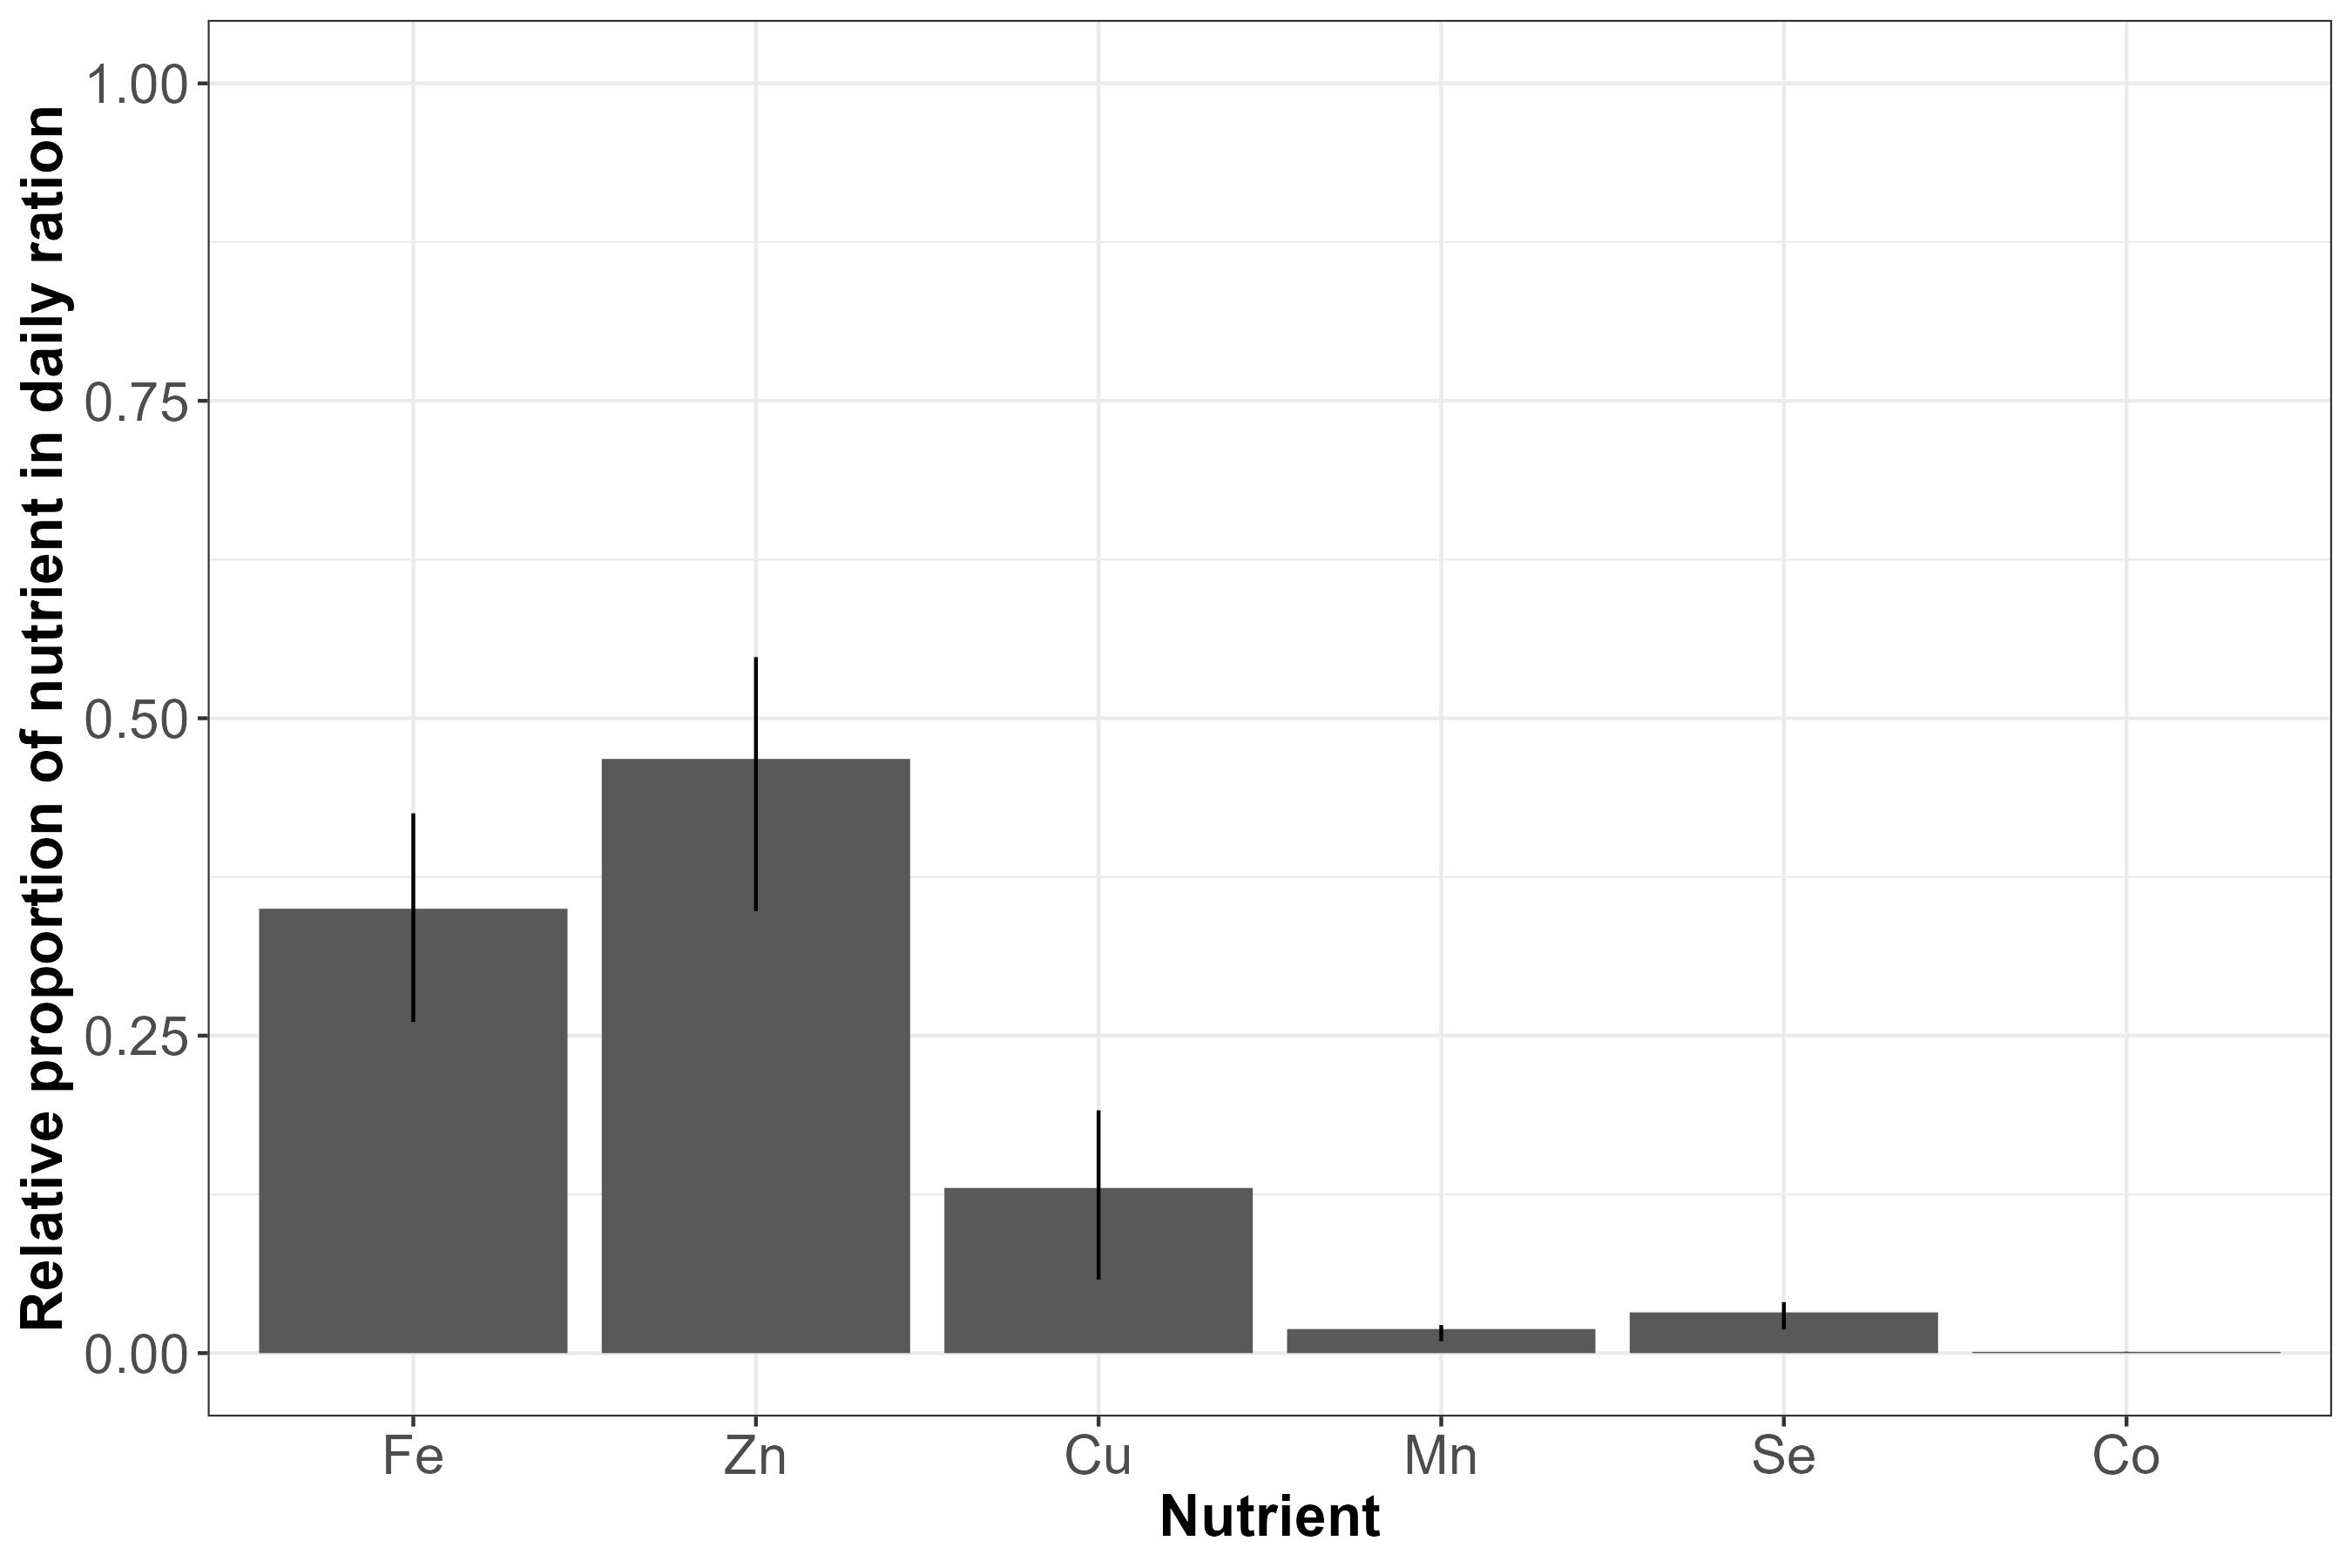 Relative proportion of nutrient in daily ration
1.00
0.75
0.50
0.25
0.00
Fe Zn Cu Mn Se Co
Nutrient